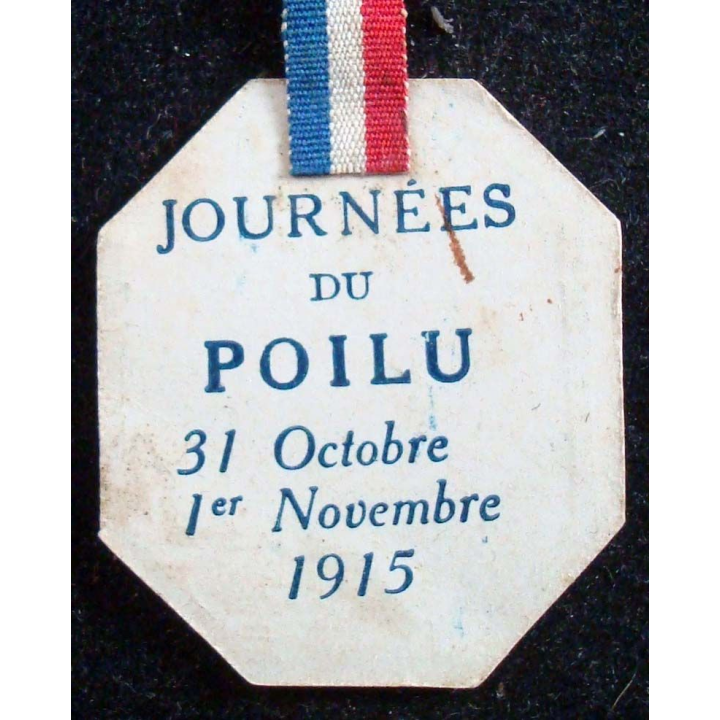 JOURNÉES
DU
POILU
31 Octobre
1er Novembre
1915